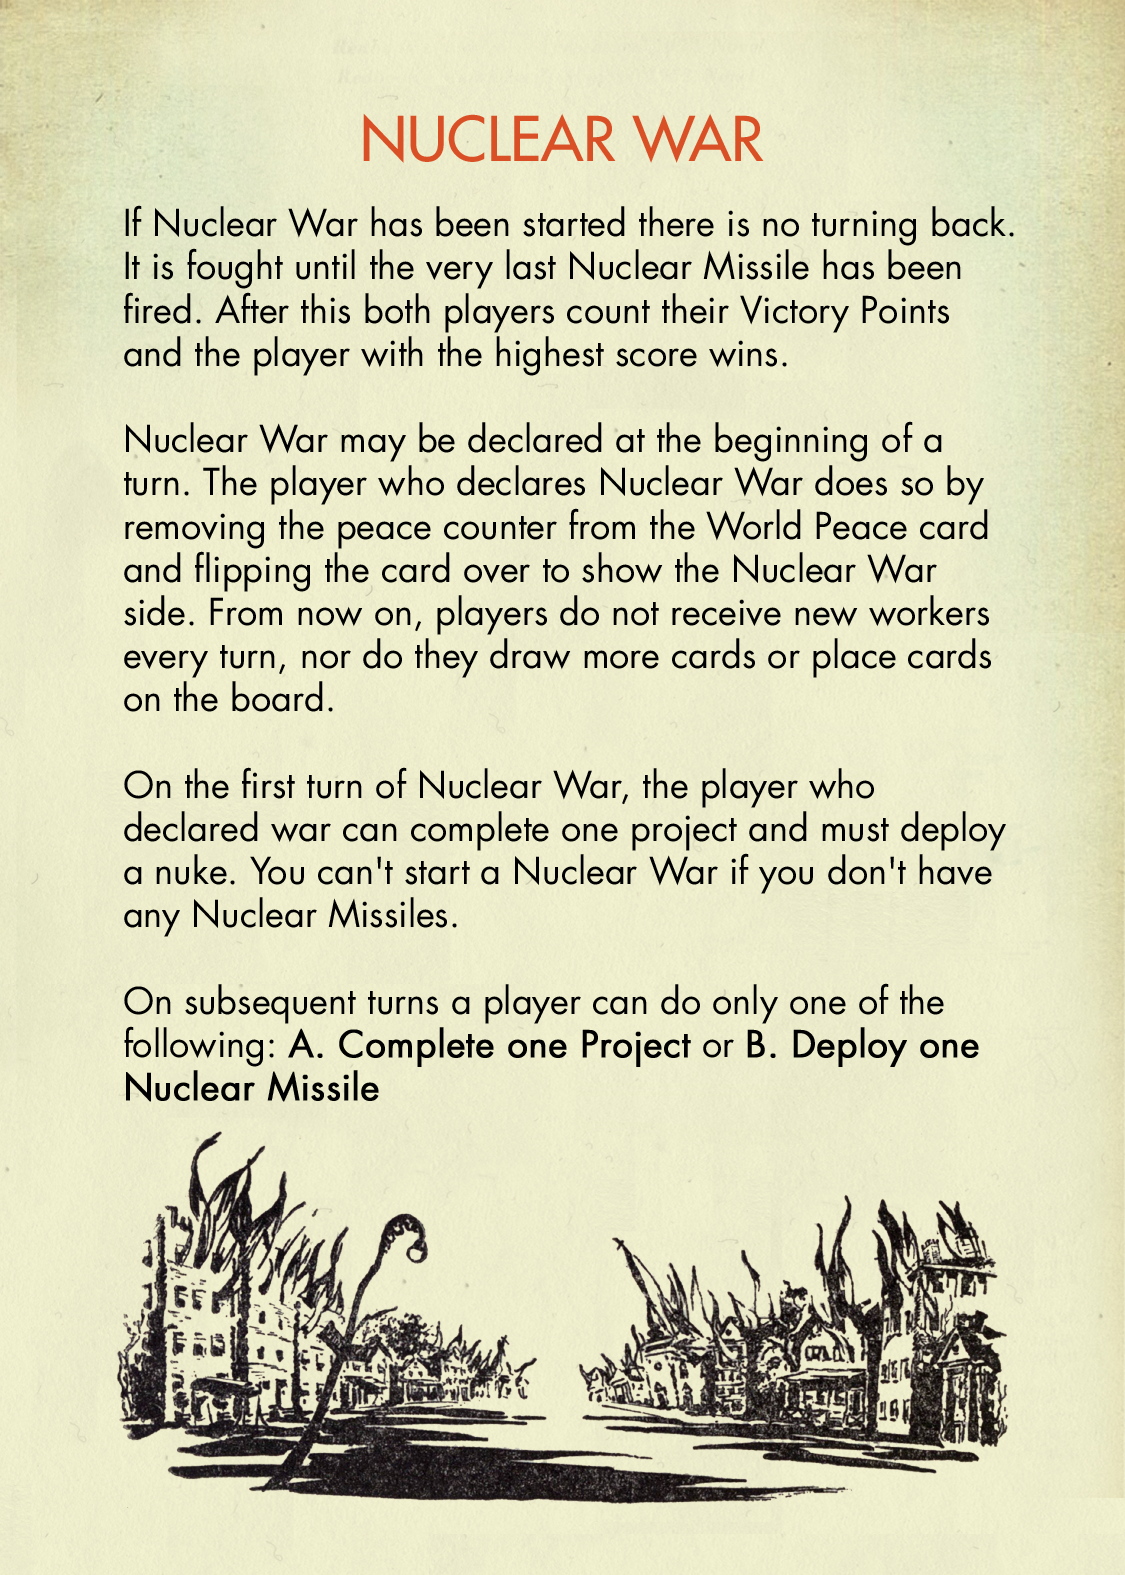 NUCLEAR WAR
If Nuclear War has been started there is no turning back.
It is fought until the very last Nuclear Missile has been
fired. After this both players count their Victory Points
and the player with the highest score wins.
Nuclear War may be declared at the beginning of a
turn. The player who declares Nuclear War does so by
removing the peace counter from the World Peace card
and flipping the card over to show the Nuclear War
side. From now on, players do not receive new workers
every turn, nor do they draw more cards or place cards
on the board.
On the first turn of Nuclear War, the player who
declared war can complete one project and must deploy
a nuke. You can't start a Nuclear War if you don't have
any Nuclear Missiles.
On subsequent turns a player can do only one of the
following: A. Complete one Project or B. Deploy one
Nuclear Missile